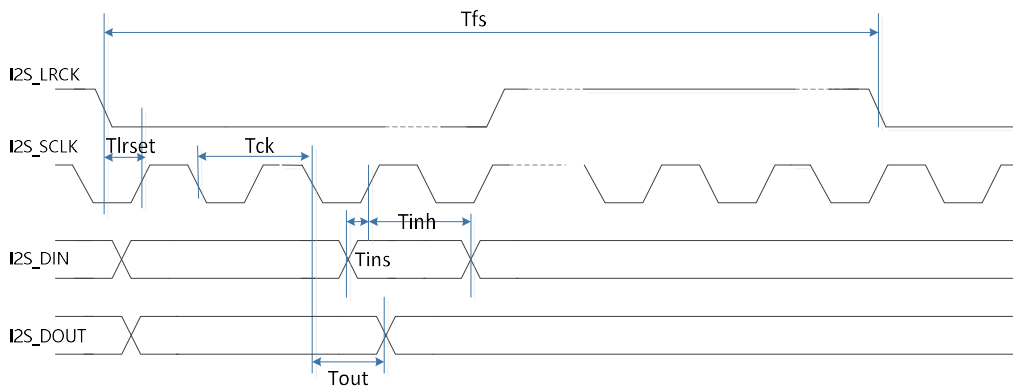 Tfs
I2S_LRCK
I2S_SCLK
Tlrset
Tck
Tinh
I2S_DIN
Tins
I2S_DOUT
Tout